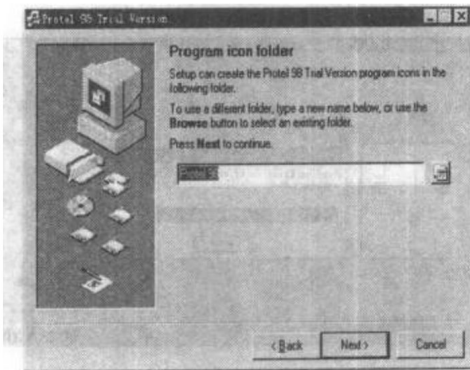 Protel 98 Trial Version
Program icon folder
Setup can create the Protel 98 Trial Version program icons in the
following folder.
To use a different folder, type a new name below, or use the
Browse button to select an existing folder.
Press Next to continue.
< Back
Next >
Cancel